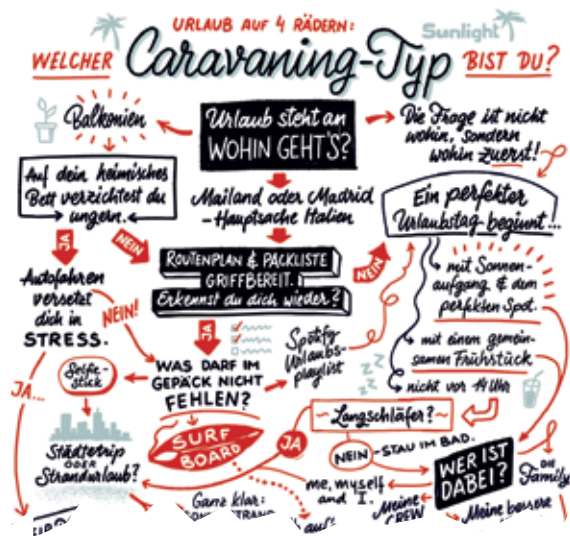 URLAUB AUF 4 RÄDERN:
Sunlight
WELCHER Caravaning-Typ BIST DU?
Balkonien
Urlaub steht an
WOHIN GEHT'S?
Die Frage ist nicht
wohin, sondern
wohin zuerst!
Auf dein heimisches
Bett verzichtest du
ungern.
Mailand oder Madrid
– Hauptsache Italien
Ein perfekter
Urlaubstag beginnt...
JA
NEIN
ROUTENPLAN & PACKLISTE
GRIFFBEREIT.
Erkennst du dich wieder?
NEIN
mit Sonnen-
aufgang & dem
perfekten Spot.
Autofahren
versetzt
dich in
STRESS.
NEIN!
JA
Spotify
Urlaubs-
playlist
mit einem gemein-
samen Frühstück
nicht vor 14 Uhr
WAS DARF IM
GEPÄCK NICHT
FEHLEN?
Selfie-
stick
JA...
SURF
BOARD
Langschläfer?
JA
NEIN-STAU IM BAD.
Städtetrip
ODER
Strandurlaub?
WER IST
DABEI?
DIE
Family
me, myself
and I.
Ganz klar:
Meine
CREW
Meine bessere